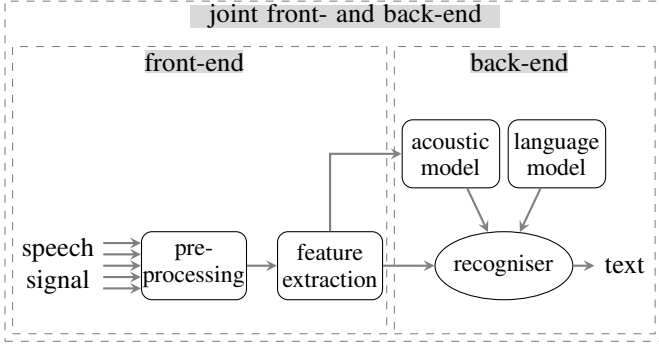 joint front- and back-end
front-end
back-end
acoustic
model
language
model
speech
signal
pre-
processing
feature
extraction
recogniser
text